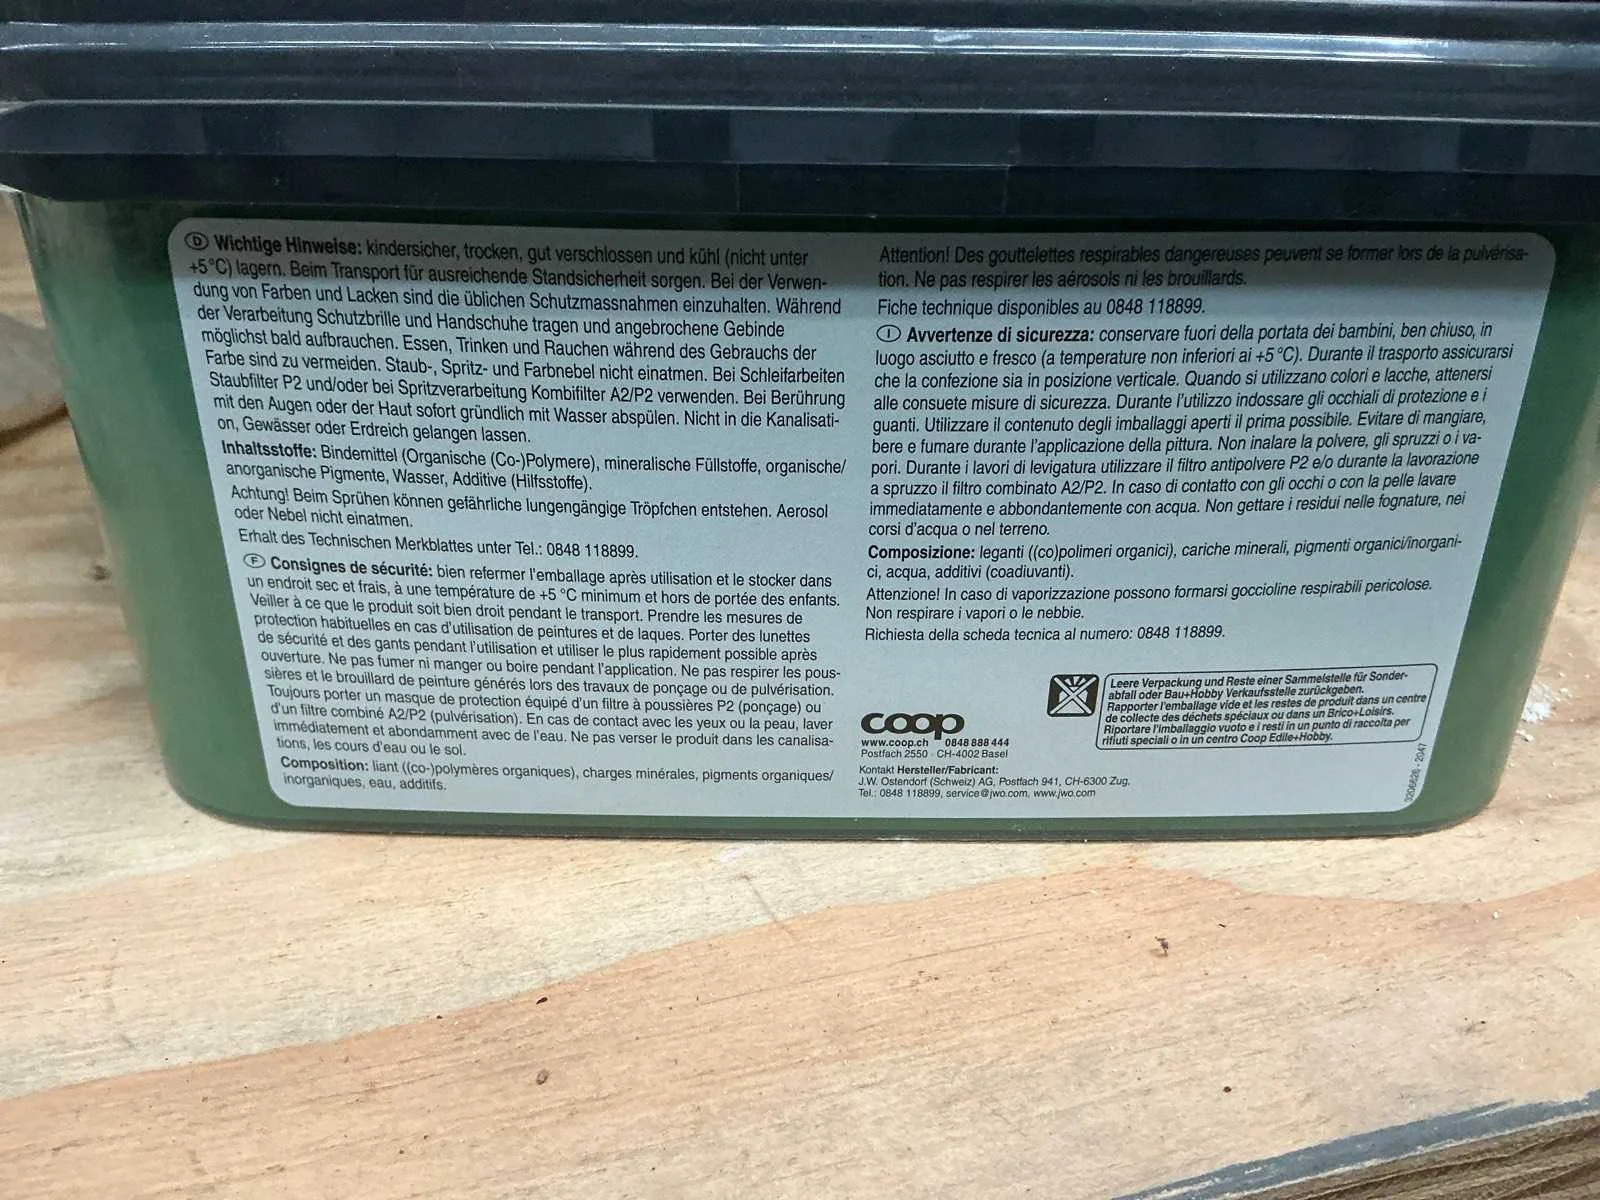 D Wichtige Hinweise: kindersicher, trocken, gut verschlossen und kühl (nicht unter
+5°C) lagern. Beim Transport für ausreichende Standsicherheit sorgen. Bei der Verwen-
dung von Farben und Lacken sind die üblichen Schutzmassnahmen einzuhalten. Während
der Verarbeitung Schutzbrille und Handschuhe tragen und angebrochene Gebinde
möglichst bald aufbrauchen. Essen, Trinken und Rauchen während des Gebrauchs der
Farbe sind zu vermeiden. Staub-, Spritz- und Farbnebel nicht einatmen. Bei Schleifarbeiten
Staubfilter P2 und/oder bei Spritzverarbeitung Kombifilter A2/P2 verwenden. Bei Berührung
mit den Augen oder der Haut sofort gründlich mit Wasser abspülen. Nicht in die Kanalisati-
on, Gewässer oder Erdreich gelangen lassen.
Inhaltsstoffe: Bindemittel (Organische (Co-)Polymere), mineralische Füllstoffe, organische/
anorganische Pigmente, Wasser, Additive (Hilfsstoffe).
Achtung! Beim Sprühen können gefährliche lungengängige Tröpfchen entstehen. Aerosol
oder Nebel nicht einatmen.
Erhalt des Technischen Merkblattes unter Tel.: 0848 118899.
F Consignes de sécurité: bien refermer l'emballage après utilisation et le stocker dans
un endroit sec et frais, à une température de +5 °C minimum et hors de portée des enfants.
Veiller à ce que le produit soit bien droit pendant le transport. Prendre les mesures de
protection habituelles en cas d'utilisation de peintures et de laques. Porter des lunettes
de sécurité et des gants pendant l'utilisation et utiliser le plus rapidement possible après
ouverture. Ne pas fumer ni manger ou boire pendant l'application. Ne pas respirer les pous-
sières et le brouillard de peinture générés lors des travaux de ponçage ou de pulvérisation.
Toujours porter un masque de protection équipé d'un filtre à poussières P2 (ponçage) ou
d'un filtre combiné A2/P2 (pulvérisation). En cas de contact avec les yeux ou la peau, laver
immédiatement et abondamment avec de l'eau. Ne pas verser le produit dans les canalisa-
tions, les cours d'eau ou le sol.
Composition: liant ((co-)polymères organiques), charges minérales, pigments organiques/
inorganiques, eau, additifs.
Attention! Des gouttelettes respirables dangereuses peuvent se former lors de la pulvérisa-
tion. Ne pas respirer les aérosols ni les brouillards.
Fiche technique disponibles au 0848 118899.
I Avvertenze di sicurezza: conservare fuori della portata dei bambini, ben chiuso, in
luogo asciutto e fresco (a temperature non inferiori ai +5 °C). Durante il trasporto assicurarsi
che la confezione sia in posizione verticale. Quando si utilizzano colori e lacche, attenersi
alle consuete misure di sicurezza. Durante l'utilizzo indossare gli occhiali di protezione e i
guanti. Utilizzare il contenuto degli imballaggi aperti il prima possibile. Evitare di mangiare,
bere e fumare durante l'applicazione della pittura. Non inalare la polvere, gli spruzzi o i va-
pori. Durante i lavori di levigatura utilizzare il filtro antipolvere P2 e/o durante la lavorazione
a spruzzo il filtro combinato A2/P2. In caso di contatto con gli occhi o con la pelle lavare
immediatamente e abbondantemente con acqua. Non gettare i residui nelle fognature, nei
corsi d'acqua o nel terreno.
Composizione: leganti ((co)polimeri organici), cariche minerali, pigmenti organici/inorgani-
ci, acqua, additivi (coadiuvanti).
Attenzione! In caso di vaporizzazione possono formarsi goccioline respirabili pericolose.
Non respirare i vapori o le nebbie.
Richiesta della scheda tecnica al numero: 0848 118899.
coop
www.coop.ch 0848 888 444
Postfach 2550 · CH-4002 Basel
Kontakt Hersteller/Fabricant:
J.W. Ostendorf (Schweiz) AG, Postfach 941, CH-6300 Zug.
Tel.: 0848 118899, service@jwo.com, www.jwo.com
Leere Verpackung und Reste einer Sammelstelle für Sonder-
abfall oder Bau+Hobby Verkaufsstelle zurückgeben.
Rapporter l'emballage vide et les restes de produit dans un centre
de collecte des déchets spéciaux ou dans un Brico+Loisirs.
Riportare l'imballaggio vuoto e i resti in un punto di raccolta per
rifiuti speciali o in un centro Coop Edile+Hobby.
3206626 - 2047